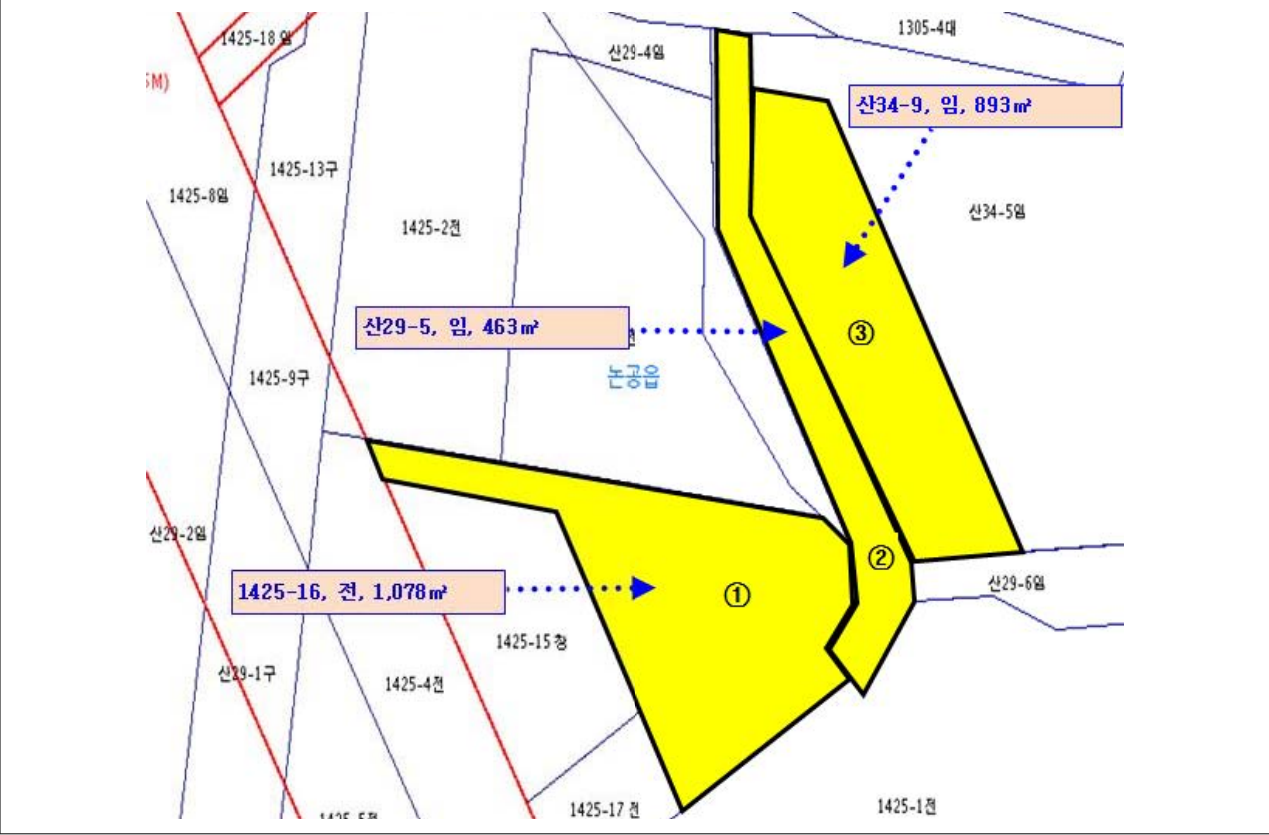 1305-4대
1425-18 임
산29-4임
5M)
산34-9, 임, 893㎡
1425-13구
1425-8임
산34-5임
1425-2전
산29-5, 임, 463㎡
전
③
논공읍
1425-9구
산29-2임
②
산29-6임
1425-16, 전, 1,078㎡
①
1425-15 창
산29-1구
1425-4전
1425-17 전
1425-1전
1425-5전